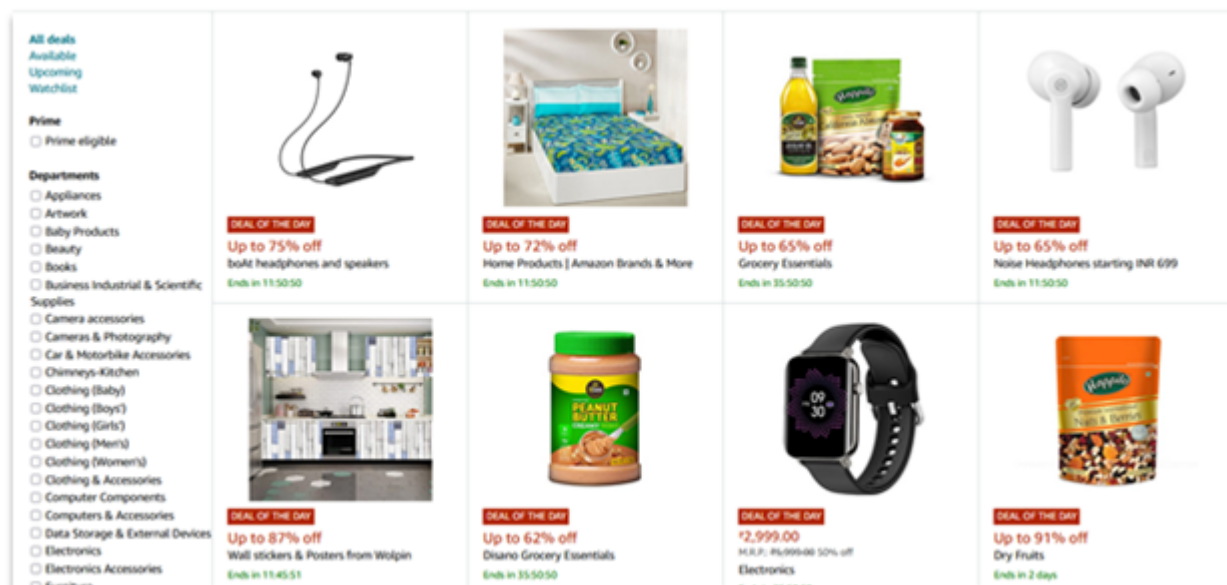 All deals
Available
Upcoming
Watchlist
Prime
Prime eligible
Departments
Appliances
Artwork
Baby Products
Beauty
Books
Business Industrial & Scientific
Supplies
Camera accessories
Cameras & Photography
Car & Motorbike Accessories
Chimneys-Kitchen
Clothing (Baby)
Clothing (Boys')
Clothing (Girls')
Clothing (Men's)
Clothing (Women's)
Clothing & Accessories
Computer Components
Computers & Accessories
Data Storage & External Devices
Electronics
Electronics Accessories
DEAL OF THE DAY
Up to 75% off
boAt headphones and speakers
Ends in 11:50:50
DEAL OF THE DAY
Up to 72% off
Home Products | Amazon Brands & More
Ends in 11:50:50
Happilo
DEAL OF THE DAY
Up to 65% off
Grocery Essentials
Ends in 35:50:50
DEAL OF THE DAY
Up to 65% off
Noise Headphones starting INR 699
Ends in 11:50:50
DEAL OF THE DAY
Up to 87% off
Wall stickers & Posters from Wolpin
Ends in 11:45:51
PEANUT
BUTTER
CREAMY
DEAL OF THE DAY
Up to 62% off
Disano Grocery Essentials
Ends in 35:50:50
09
30
DEAL OF THE DAY
₹2,999.00
M.R.P.: ₹5,999.00 50% off
Electronics
Happilo
Nuts & Berries
DEAL OF THE DAY
Up to 91% off
Dry Fruits
Ends in 2 days